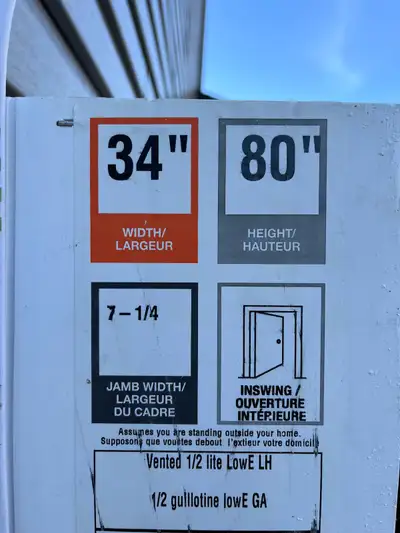 34"
WIDTH/
LARGEUR
80"
HEIGHT/
HAUTEUR
7-1/4
JAMB WIDTH/
LARGEUR
DU CADRE
INSWING /
OUVERTURE
INTÉRIEURE
Assumes you are standing outside your home.
Supposons que vous êtes debout l'extieur votre domicile
Vented 1/2 lite LowE LH
1/2 guillotine lowE GA